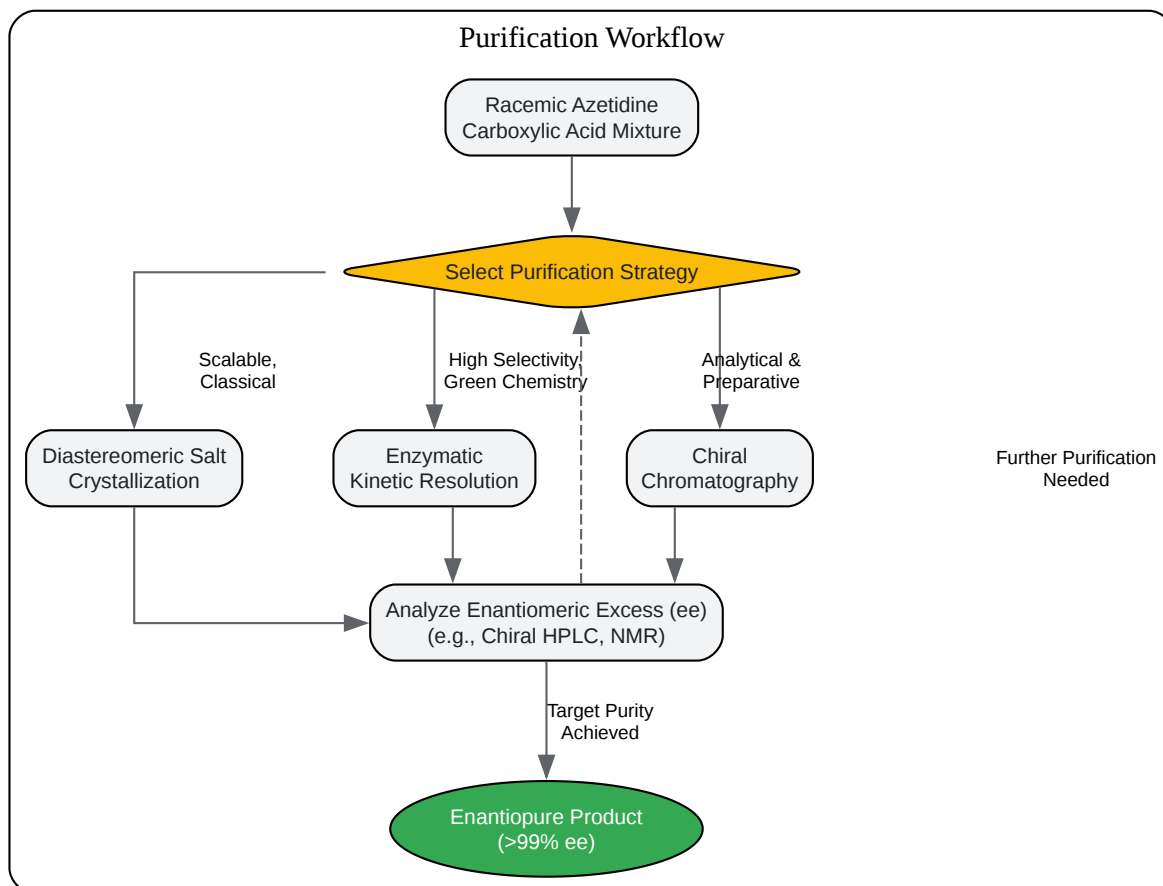 Purification Workflow
Racemic Azetidine
Carboxylic Acid Mixture
Select Purification Strategy
Scalable,
Classical
High Selectivity,
Green Chemistry
Analytical &
Preparative
Diastereomeric Salt
Crystallization
Enzymatic
Kinetic Resolution
Chiral
Chromatography
Further Purification
Needed
Analyze Enantiomeric Excess (ee)
(e.g., Chiral HPLC, NMR)
Target Purity
Achieved
Enantiopure Product
(>99% ee)